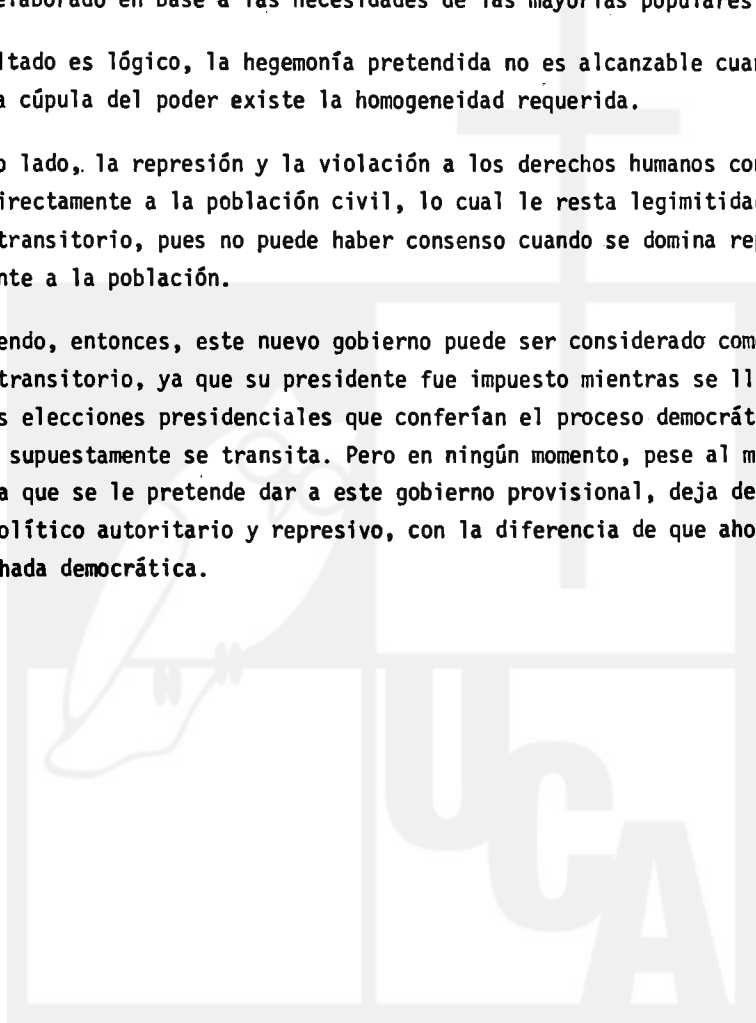 elaborado en base a las necesidades de las mayorías populares
ltado es lógico, la hegemonía pretendida no es alcanzable cuan
a cúpula del poder existe la homogeneidad requerida.
o lado, la represión y la violación a los derechos humanos con
irectamente a la población civil, lo cual le resta legimitidad
transitorio, pues no puede haber consenso cuando se domina rep
nte a la población.
endo, entonces, este nuevo gobierno puede ser considerado com
transitorio, ya que su presidente fue impuesto mientras se ll
s elecciones presidenciales que conferían el proceso democrát
supuestamente se transita. Pero en ningún momento, pese al m
a que se le pretende dar a este gobierno provisional, deja de
olítico autoritario y represivo, con la diferencia de que aho
hada democrática.
UCA